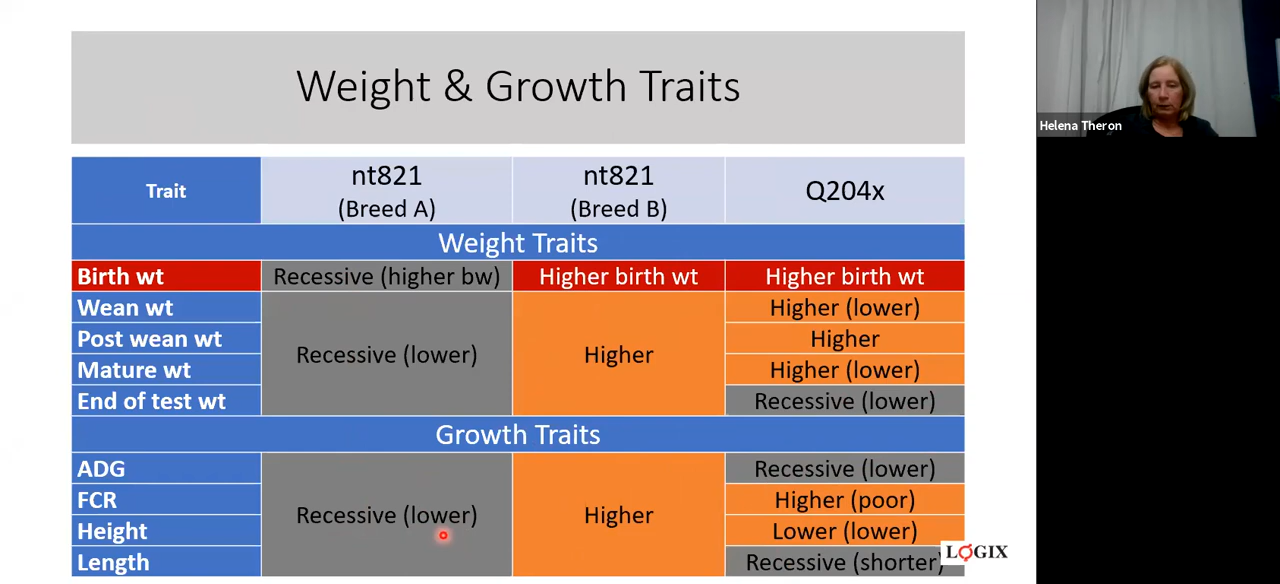 Weight & Growth Traits
Helena Theron
Trait
nt821
(Breed A)
nt821
(Breed B)
Q204x
Weight Traits
Birth wt
Recessive (higher bw)
Higher birth wt
Higher birth wt
Wean wt
Higher (lower)
Post wean wt
Recessive (lower)
Higher
Higher
Mature wt
Higher (lower)
End of test wt
Recessive (lower)
Growth Traits
ADG
Recessive (lower)
FCR
Recessive (lower)
Higher
Higher (poor)
Height
Lower (lower)
Length
Recessive (shorter)
LOGIX